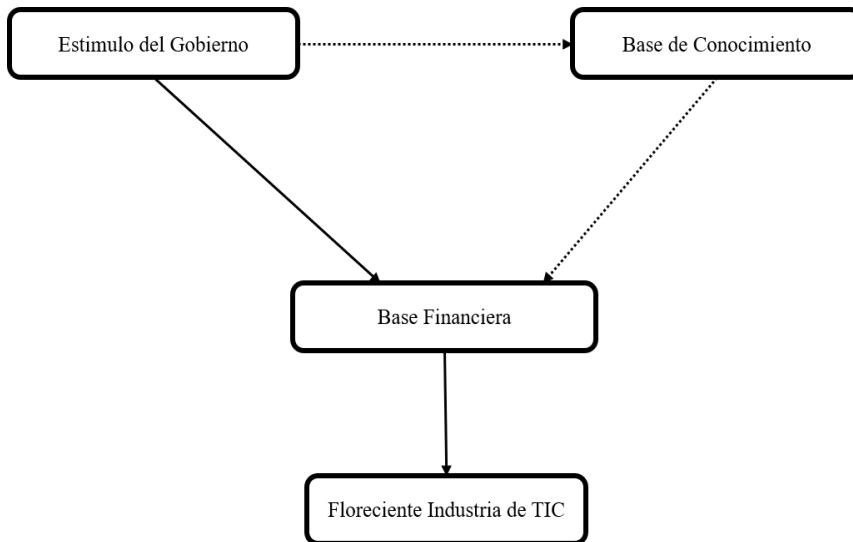 Estimulo del Gobierno
Base de Conocimiento
Base Financiera
Floreciente Industria de TIC